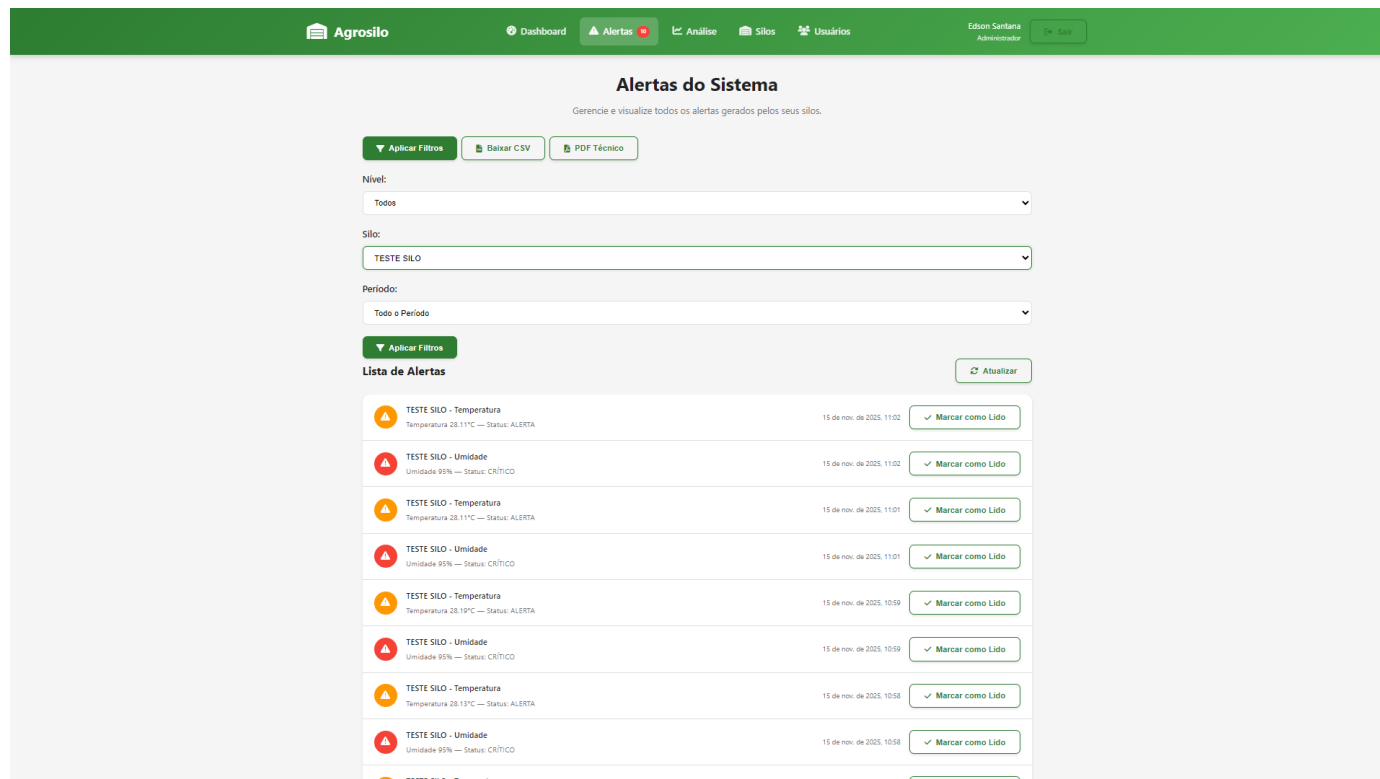 Agrosilo
Dashboard
Alertas 10
Análise
Silos
Usuários
Edson Santana
Administrador
Sair
Alertas do Sistema
Gerencie e visualize todos os alertas gerados pelos seus silos.
Aplicar Filtros
Baixar CSV
PDF Técnico
Nível:
Todos
Silo:
TESTE SILO
Período:
Todo o Período
Aplicar Filtros
Lista de Alertas
Atualizar
TESTE SILO - Temperatura
Temperatura 28.11°C — Status: ALERTA
15 de nov. de 2025, 11:02
Marcar como Lido
TESTE SILO - Umidade
Umidade 95% — Status: CRÍTICO
15 de nov. de 2025, 11:02
Marcar como Lido
TESTE SILO - Temperatura
Temperatura 28.11°C — Status: ALERTA
15 de nov. de 2025, 11:01
Marcar como Lido
TESTE SILO - Umidade
Umidade 95% — Status: CRÍTICO
15 de nov. de 2025, 11:01
Marcar como Lido
TESTE SILO - Temperatura
Temperatura 28.19°C — Status: ALERTA
15 de nov. de 2025, 10:59
Marcar como Lido
TESTE SILO - Umidade
Umidade 95% — Status: CRÍTICO
15 de nov. de 2025, 10:59
Marcar como Lido
TESTE SILO - Temperatura
Temperatura 28.13°C — Status: ALERTA
15 de nov. de 2025, 10:58
Marcar como Lido
TESTE SILO - Umidade
Umidade 95% — Status: CRÍTICO
15 de nov. de 2025, 10:58
Marcar como Lido